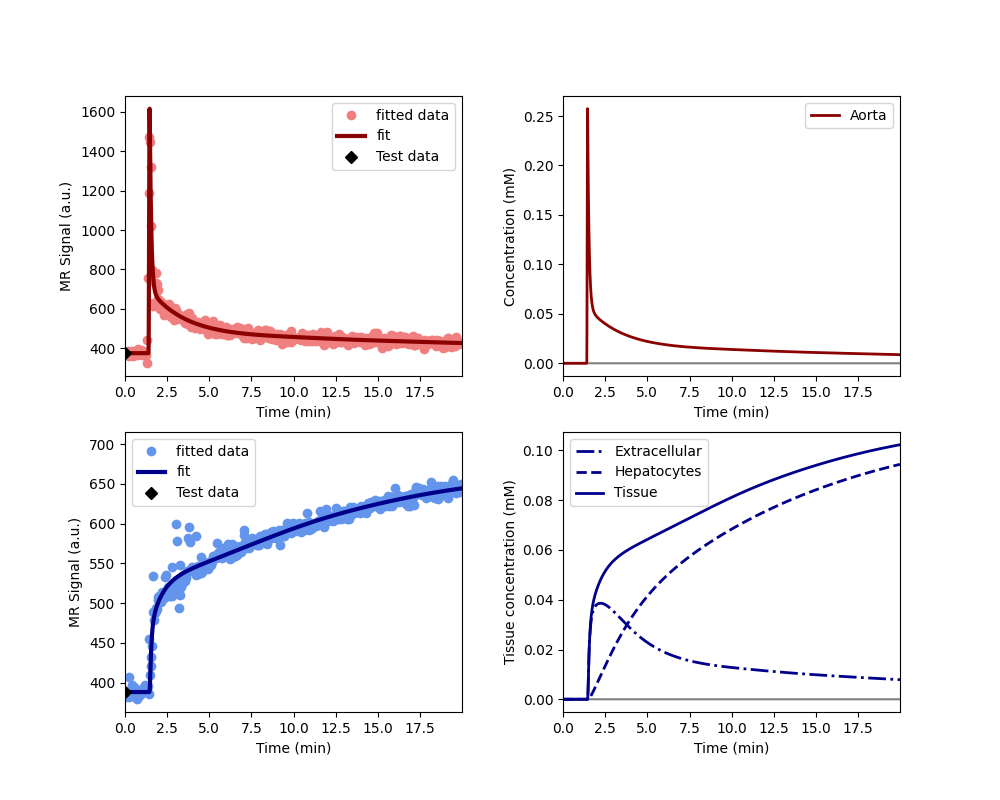 1600
1400
1200
1000
800
600
400
MR Signal (a.u.)
fitted data
fit
Test data
0.0 2.5 5.0 7.5 10.0 12.5 15.0 17.5
Time (min)
0.25
0.20
0.15
0.10
0.05
0.00
Concentration (mM)
Aorta
0.0 2.5 5.0 7.5 10.0 12.5 15.0 17.5
Time (min)
700
650
600
550
500
450
400
MR Signal (a.u.)
fitted data
fit
Test data
0.0 2.5 5.0 7.5 10.0 12.5 15.0 17.5
Time (min)
0.10
0.08
0.06
0.04
0.02
0.00
Tissue concentration (mM)
Extracellular
Hepatocytes
Tissue
0.0 2.5 5.0 7.5 10.0 12.5 15.0 17.5
Time (min)